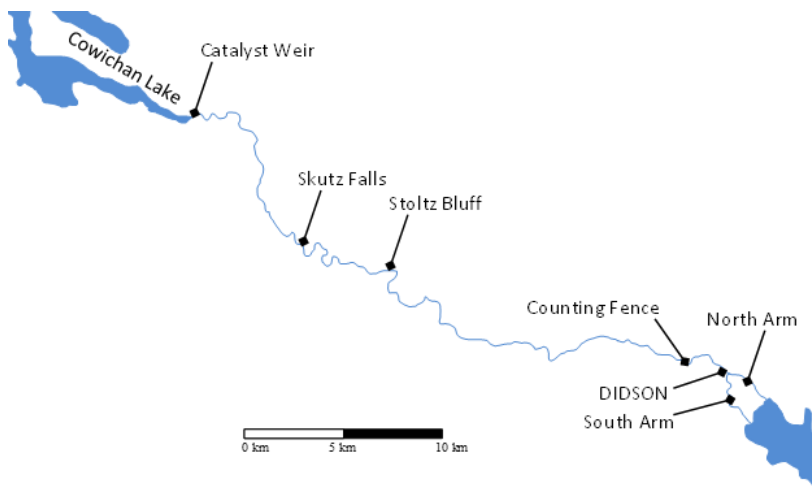 Cowichan Lake
Catalyst Weir
Skutz Falls
Stoltz Bluff
Counting Fence
North Arm
DIDSON
South Arm
0 km 5 km 10 km